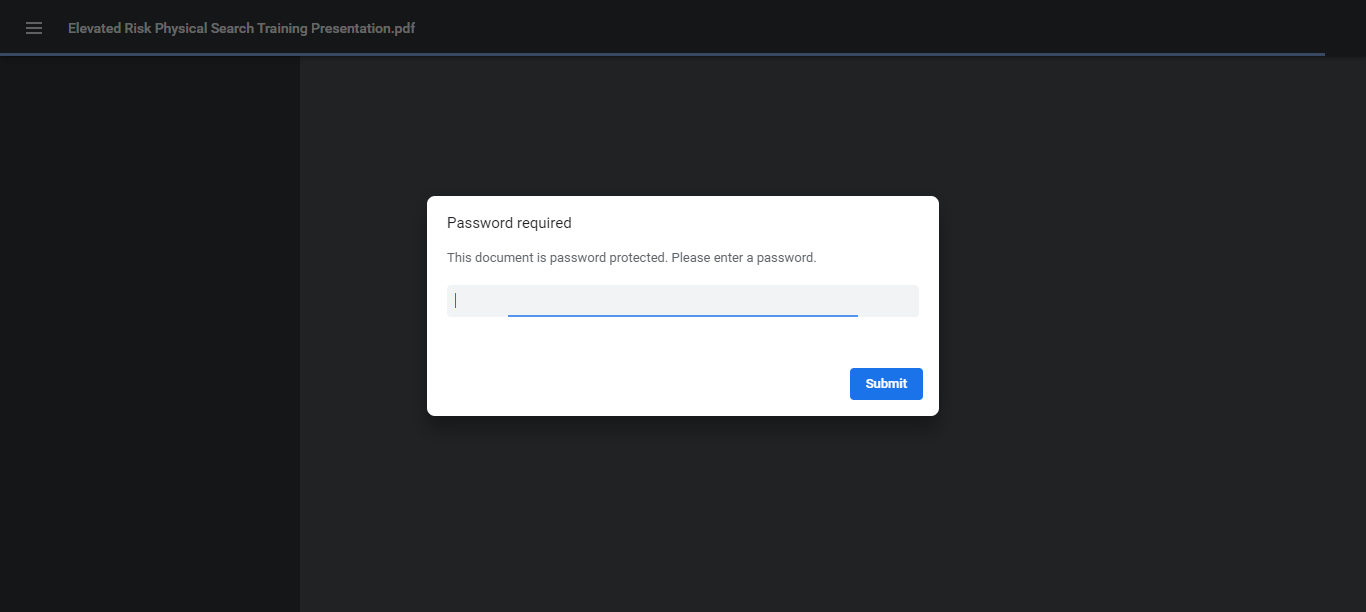 Elevated Risk Physical Search Training Presentation.pdf
Password required
This document is password protected. Please enter a password.
Submit